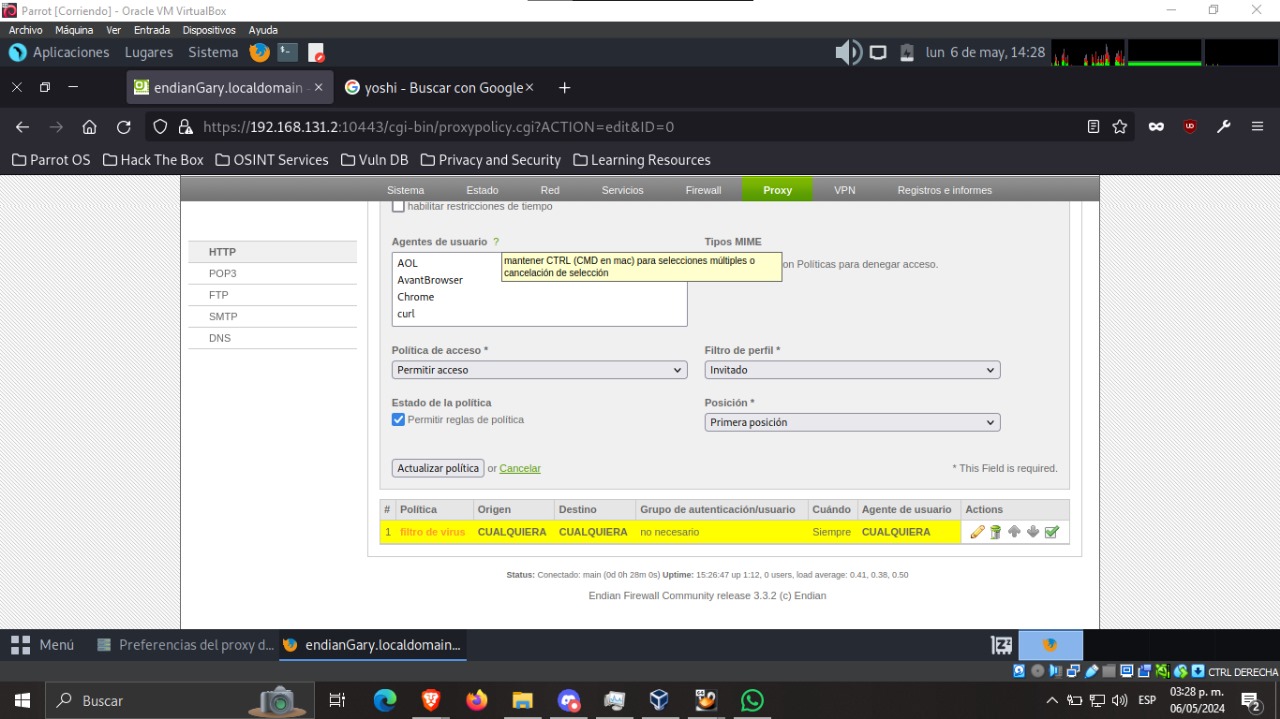 Parrot [Corriendo] - Oracle VM VirtualBox
Archivo Máquina Ver Entrada Dispositivos Ayuda
Aplicaciones Lugares Sistema lun 6 de may, 14:28
endianGary.localdomain - yoshi - Buscar con Google
https://192.168.131.2:10443/cgi-bin/proxypolicy.cgi?ACTION=edit&ID=0
Parrot OS Hack The Box OSINT Services Vuln DB Privacy and Security Learning Resources
Sistema Estado Red Servicios Firewall Proxy VPN Registros e informes
HTTP
POP3
FTP
SMTP
DNS
habilitar restricciones de tiempo
Agentes de usuario ? Tipos MIME
AOL
AvantBrowser
Chrome
curl
mantener CTRL (CMD en mac) para selecciones múltiples o
cancelación de selección
on Políticas para denegar acceso.
Política de acceso * Filtro de perfil *
Permitir acceso Invitado
Estado de la política Posición *
Permitir reglas de política Primera posición
Actualizar política or Cancelar * This Field is required.
# Política Origen Destino Grupo de autenticación/usuario Cuándo Agente de usuario Actions
1 filtro de virus CUALQUIERA CUALQUIERA no necesario Siempre CUALQUIERA
Status: Conectado: main (0d 0h 28m 0s) Uptime: 15:26:47 up 1:12, 0 users, load average: 0.41, 0.38, 0.50
Endian Firewall Community release 3.3.2 (c) Endian
Menú Preferencias del proxy d... endianGary.localdomain...
CTRL DERECHA
Buscar ESP 03:28 p. m.
06/05/2024 2